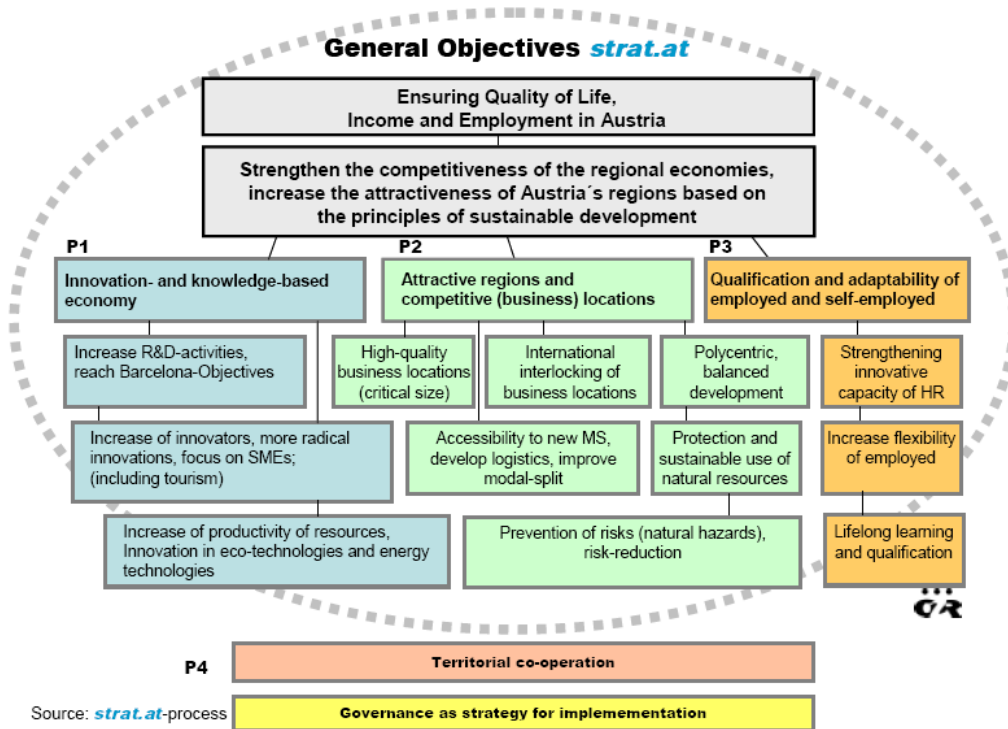 General Objectives strat.at
Ensuring Quality of Life,
Income and Employment in Austria
Strengthen the competitiveness of the regional economies,
increase the attractiveness of Austria´s regions based on
the principles of sustainable development
P1
P2
P3
Innovation- and knowledge-based
economy
Attractive regions and
competitive (business) locations
Qualification and adaptability of
employed and self-employed
Increase R&D-activities,
reach Barcelona-Objectives
High-quality
business locations
(critical size)
International
interlocking of
business locations
Polycentric,
balanced
development
Strengthening
innovative
capacity of HR
Increase of innovators, more radical
innovations, focus on SMEs;
(including tourism)
Accessibility to new MS,
develop logistics, improve
modal-split
Protection and
sustainable use of
natural resources
Increase flexibility
of employed
Increase of productivity of resources,
Innovation in eco-technologies and energy
technologies
Prevention of risks (natural hazards),
risk-reduction
Lifelong learning
and qualification
P4
Territorial co-operation
Source: strat.at-process
Governance as strategy for implemementation